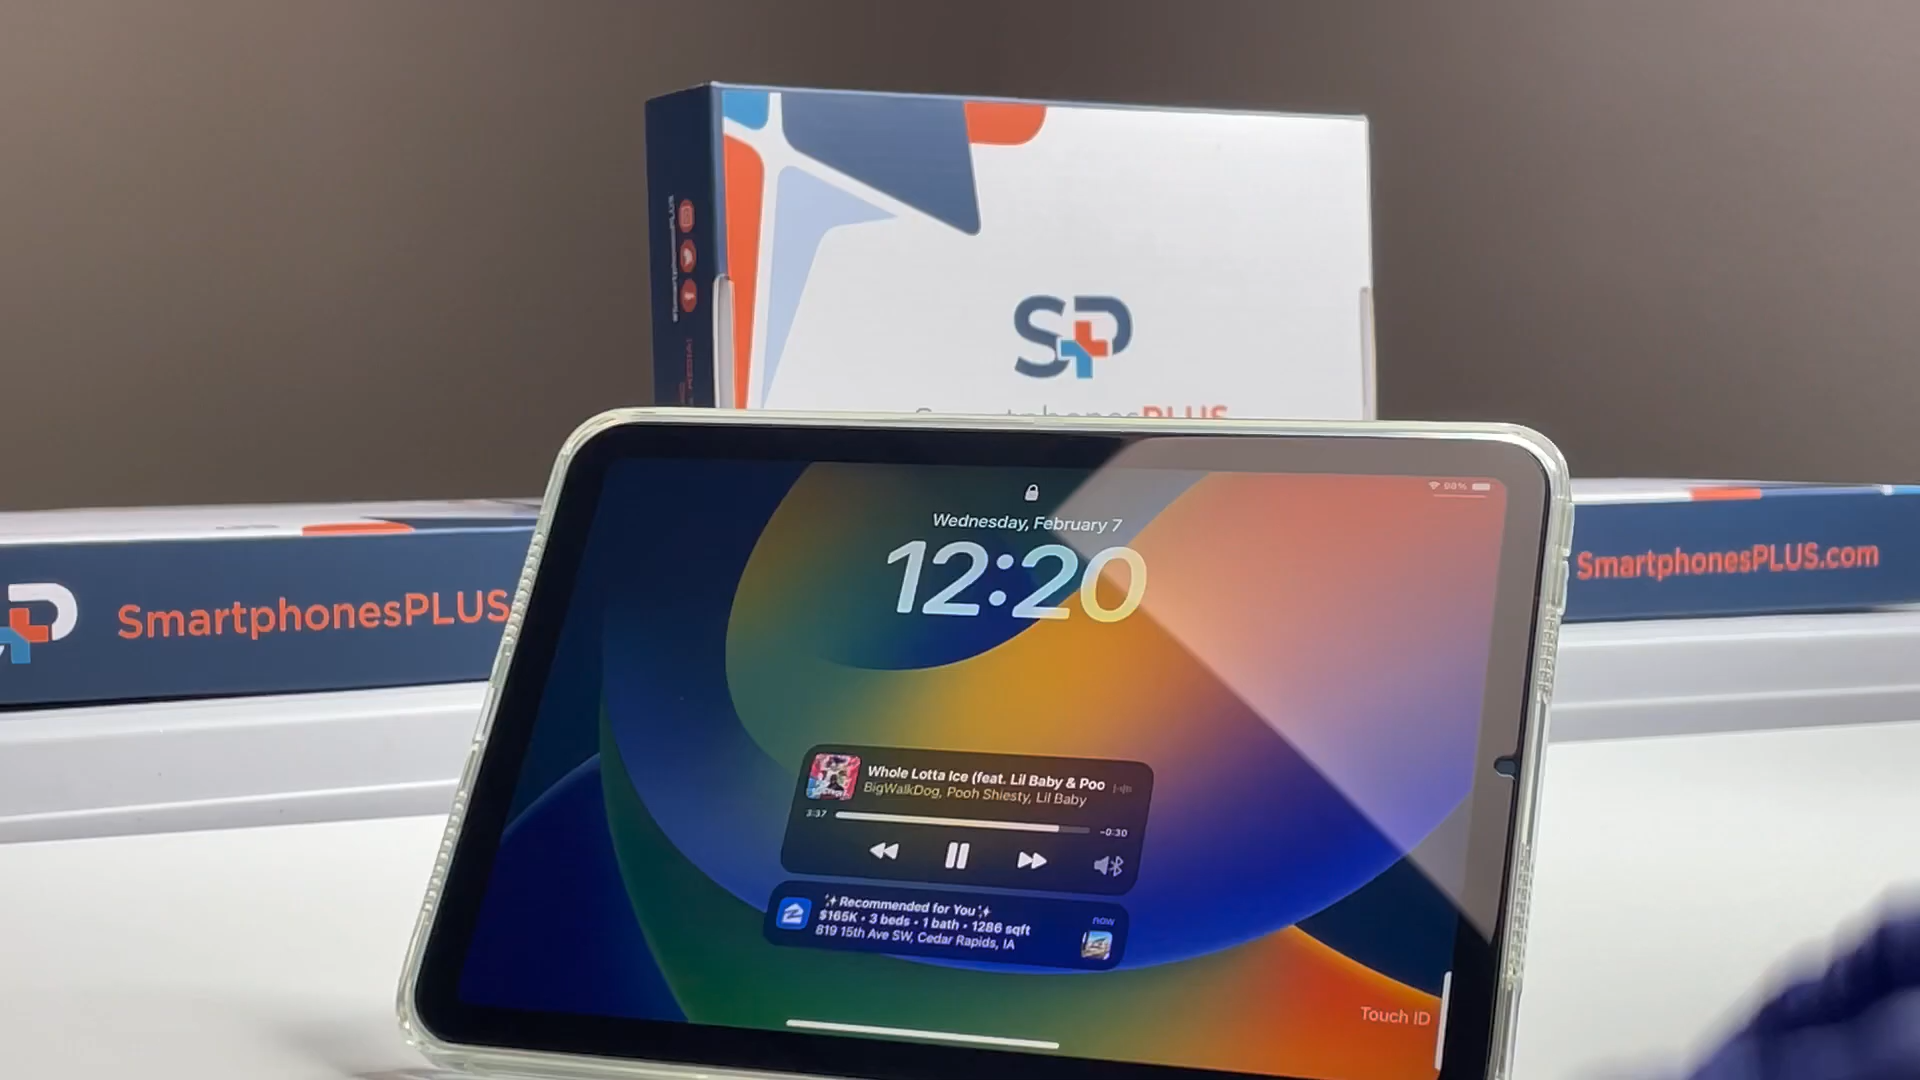 SP
SmartphonesPLUS
SmartphonesPLUS
SmartphonesPLUS.com
98%
Wednesday, February 7
12:20
Whole Lotta Ice (feat. Lil Baby & Poo
BigWalkDog, Pooh Shiesty, Lil Baby
3:37
-0:30
✨Recommended for You✨
now
$165K • 3 beds • 1 bath • 1286 sqft
819 15th Ave SW, Cedar Rapids, IA
Touch ID